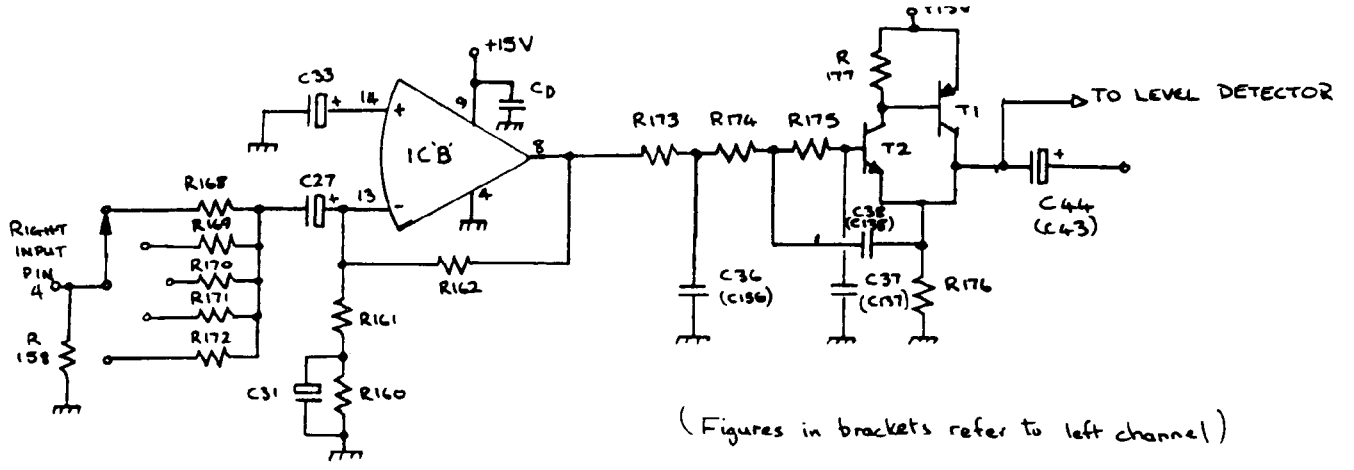 +15V
+15V
C33
+
14
+
9
CD
R
177
T1
TO LEVEL DETECTOR
IC'B'
8
R173
R174
R175
T2
4
R168
C27
+
13
-
+
C44
(C43)
RIGHT
INPUT
PIN
4
R169
R170
R171
R172
R162
C38
(C138)
C36
(C136)
C37
(C137)
R176
R161
R
158
C31
R160
(Figures in brackets refer to left channel)